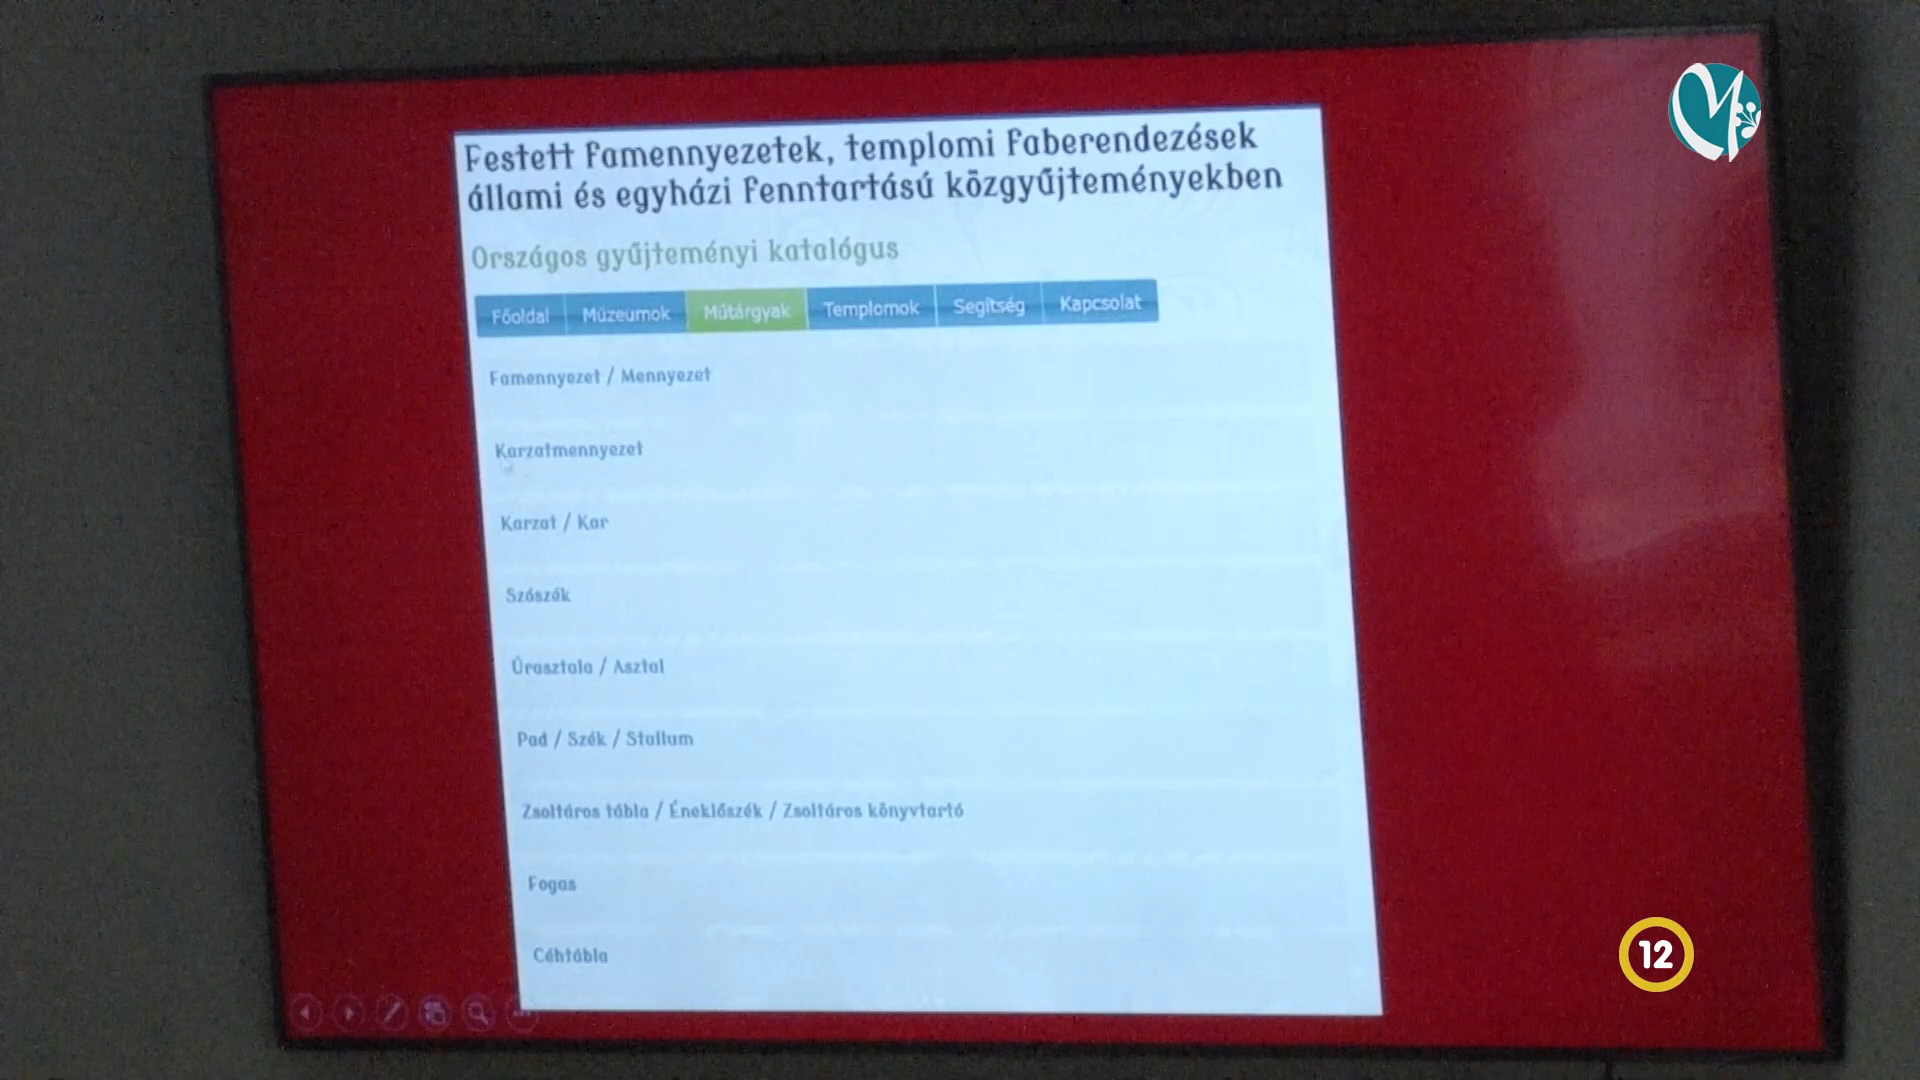 Festett famennyezetek, templomi faberendezések
állami és egyházi fenntartású közgyűjteményekben
Országos gyűjteményi katalógus
Főoldal Múzeumok Műtárgyak Templomok Segítség Kapcsolat
Famennyezet / Mennyezet
Karzatmennyezet
Karzat / Kar
Szószék
Úrasztala / Asztal
Pad / Szék / Stallum
Zsoltáros tábla / Éneklőszék / Zsoltáros könyvtartó
Fogas
Céhtábla
12